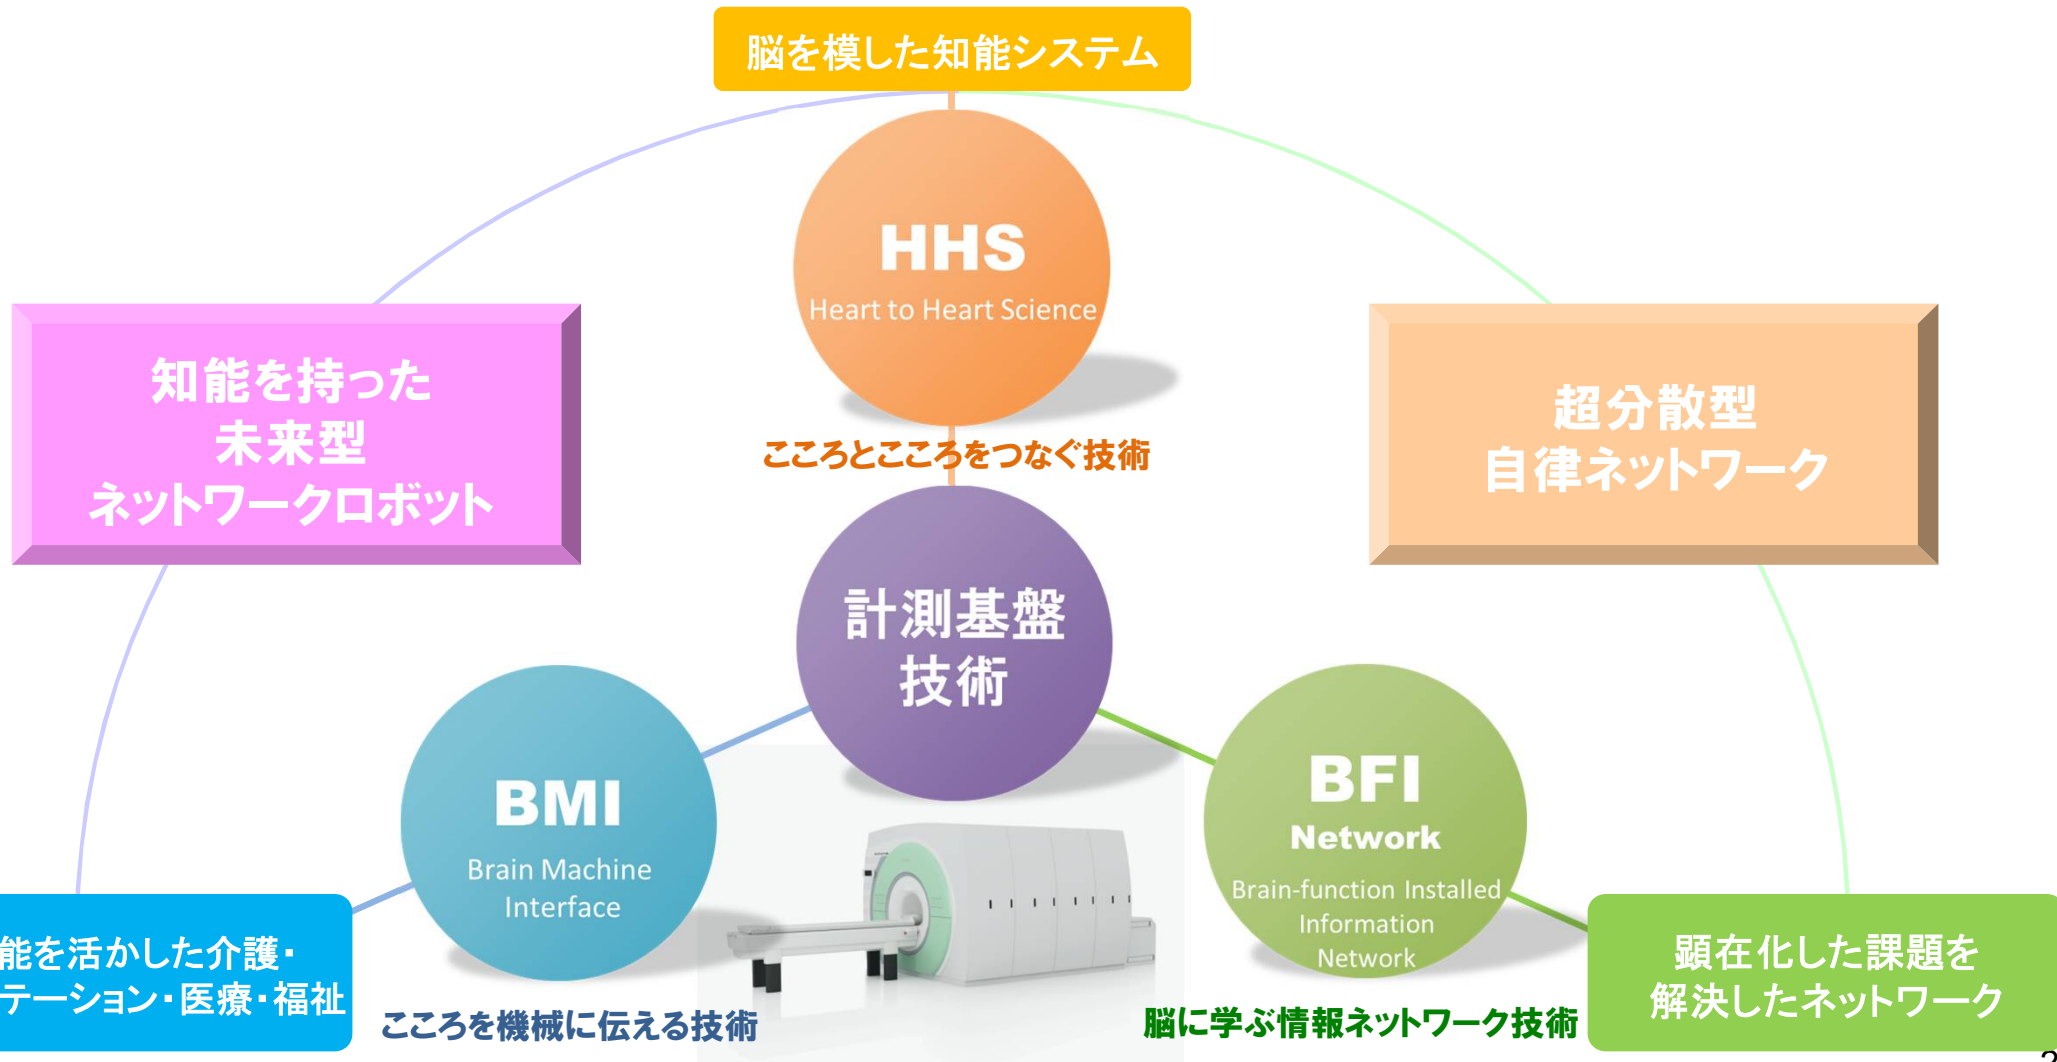 脳を模した知能システム
HHS
Heart to Heart Science
こころとこころをつなぐ技術
知能を持った
未来型
ネットワークロボット
超分散型
自律ネットワーク
計測基盤
技術
BMI
Brain Machine
Interface
こころを機械に伝える技術
BFI
Network
Brain-function Installed
Information
Network
脳に学ぶ情報ネットワーク技術
能を活かした介護・
テーション・医療・福祉
顕在化した課題を
解決したネットワーク